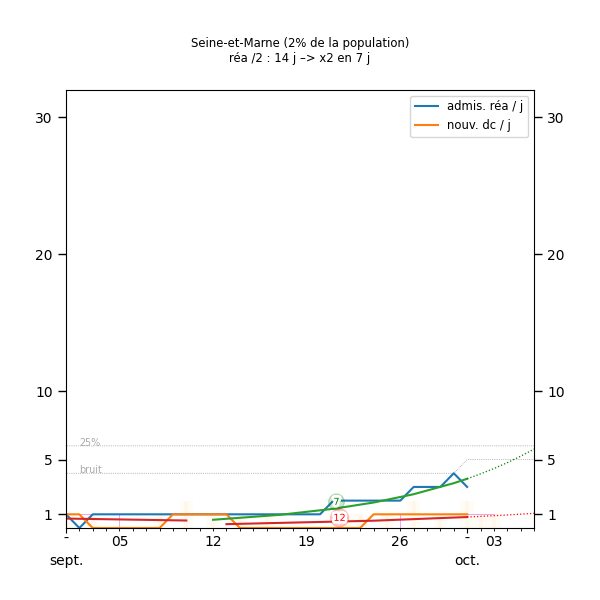 Seine-et-Marne (2% de la population)
réa /2 : 14 j –> x2 en 7 j
admis. réa / j
nouv. dc / j
30 30
20 20
10 10
25%
5 5
bruit
7
12
1 1
- 05 12 19 26 - 03
sept. oct.